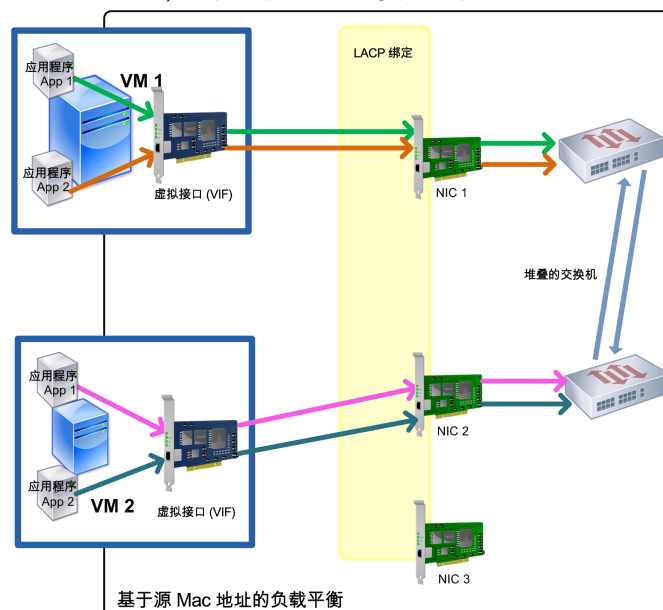 应用程序
App 1
VM 1
应用程序
App 2
虚拟接口 (VIF)
LACP 绑定
NIC 1
堆叠的交换机
应用程序
App 1
应用程序
App 2
VM 2
虚拟接口 (VIF)
NIC 2
NIC 3
基于源 Mac 地址的负载平衡